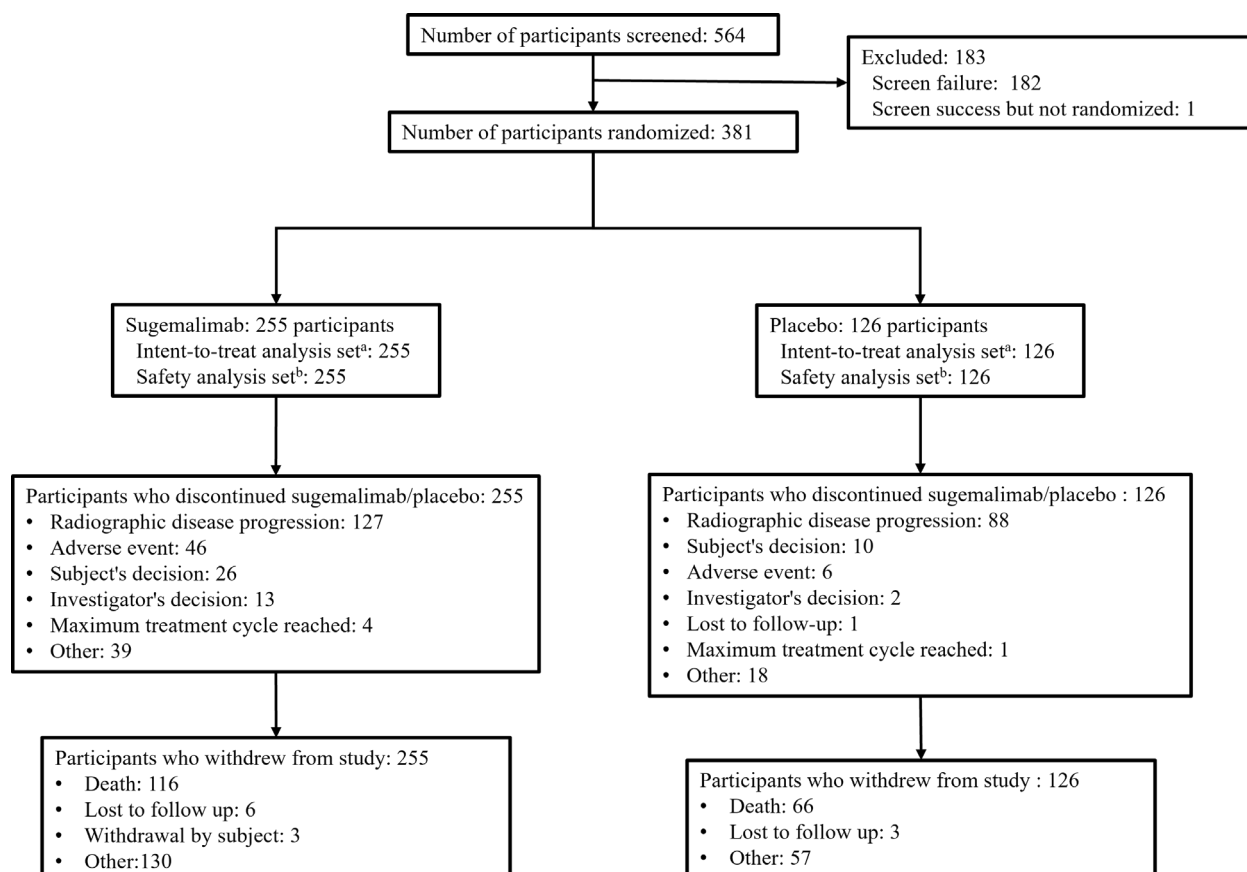 Number of participants screened: 564
Excluded: 183
Screen failure: 182
Screen success but not randomized: 1
Number of participants randomized: 381
Sugemalimab: 255 participants
Intent-to-treat analysis setᵃ: 255
Safety analysis setᵇ: 255
Placebo: 126 participants
Intent-to-treat analysis setᵃ: 126
Safety analysis setᵇ: 126
Participants who discontinued sugemalimab/placebo: 255
• Radiographic disease progression: 127
• Adverse event: 46
• Subject's decision: 26
• Investigator's decision: 13
• Maximum treatment cycle reached: 4
• Other: 39
Participants who discontinued sugemalimab/placebo : 126
• Radiographic disease progression: 88
• Subject's decision: 10
• Adverse event: 6
• Investigator's decision: 2
• Lost to follow-up: 1
• Maximum treatment cycle reached: 1
• Other: 18
Participants who withdrew from study: 255
• Death: 116
• Lost to follow up: 6
• Withdrawal by subject: 3
• Other:130
Participants who withdrew from study : 126
• Death: 66
• Lost to follow up: 3
• Other: 57